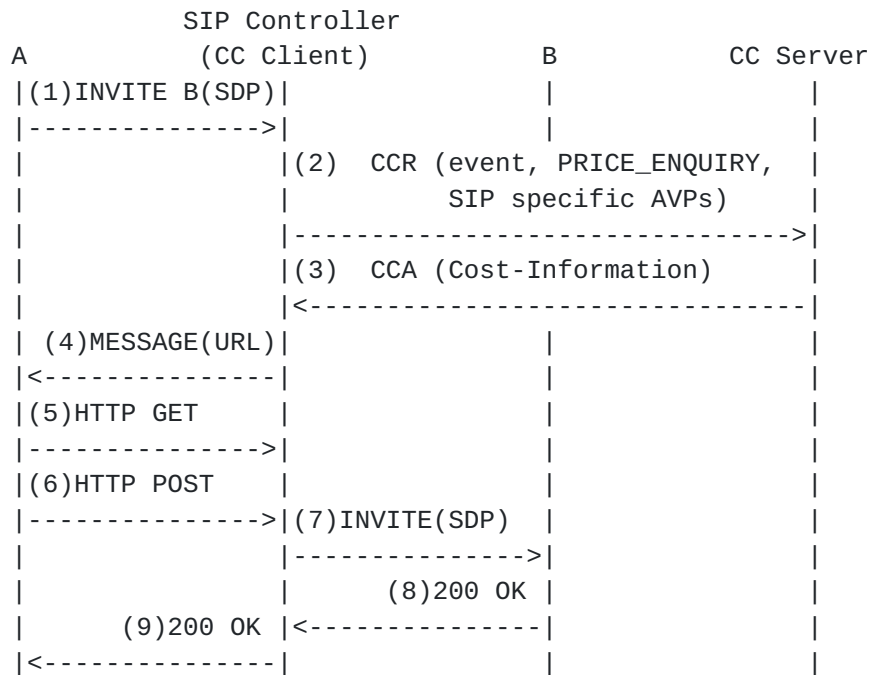 SIP Controller
A (CC Client) B CC Server
|(1)INVITE B(SDP)| | |
|--------------->| | |
| |(2) CCR (event, PRICE_ENQUIRY, |
| | SIP specific AVPs) |
| |------------------------------->|
| |(3) CCA (Cost-Information) |
| |<-------------------------------|
| (4)MESSAGE(URL)| | |
|<---------------| | |
|(5)HTTP GET | | |
|--------------->| | |
|(6)HTTP POST | | |
|--------------->|(7)INVITE(SDP) | |
| |--------------->| |
| | (8)200 OK | |
| (9)200 OK |<---------------| |
|<---------------| | |